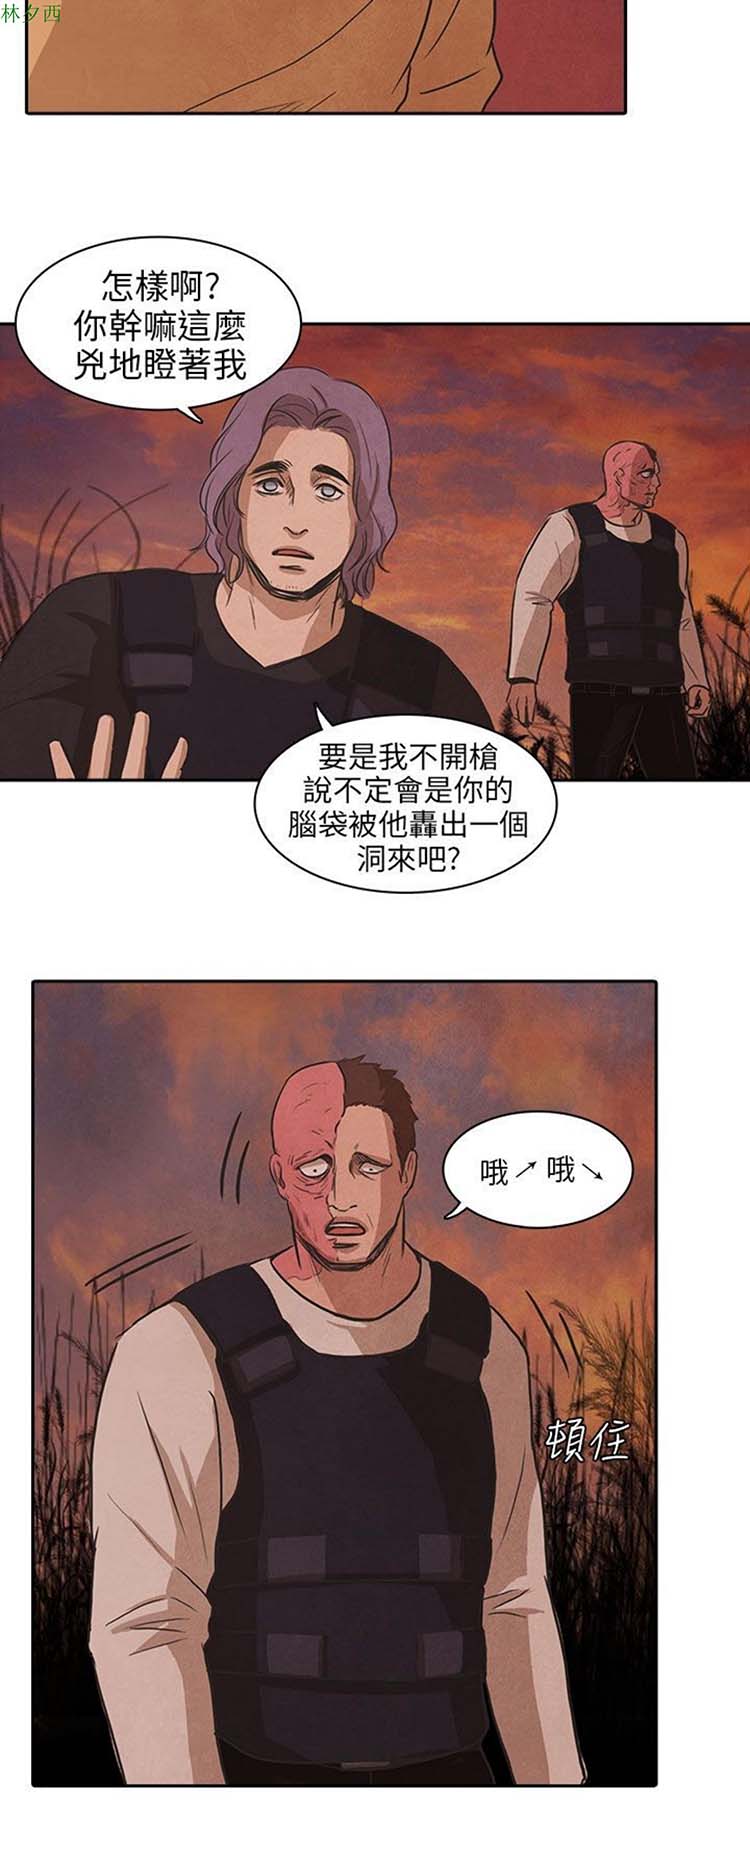 林夕西
怎樣啊?
你幹嘛這麼
兇地瞪著我
要是我不開槍
說不定會是你的
腦袋被他轟出一個
洞來吧?
哦↗哦↘
頓住